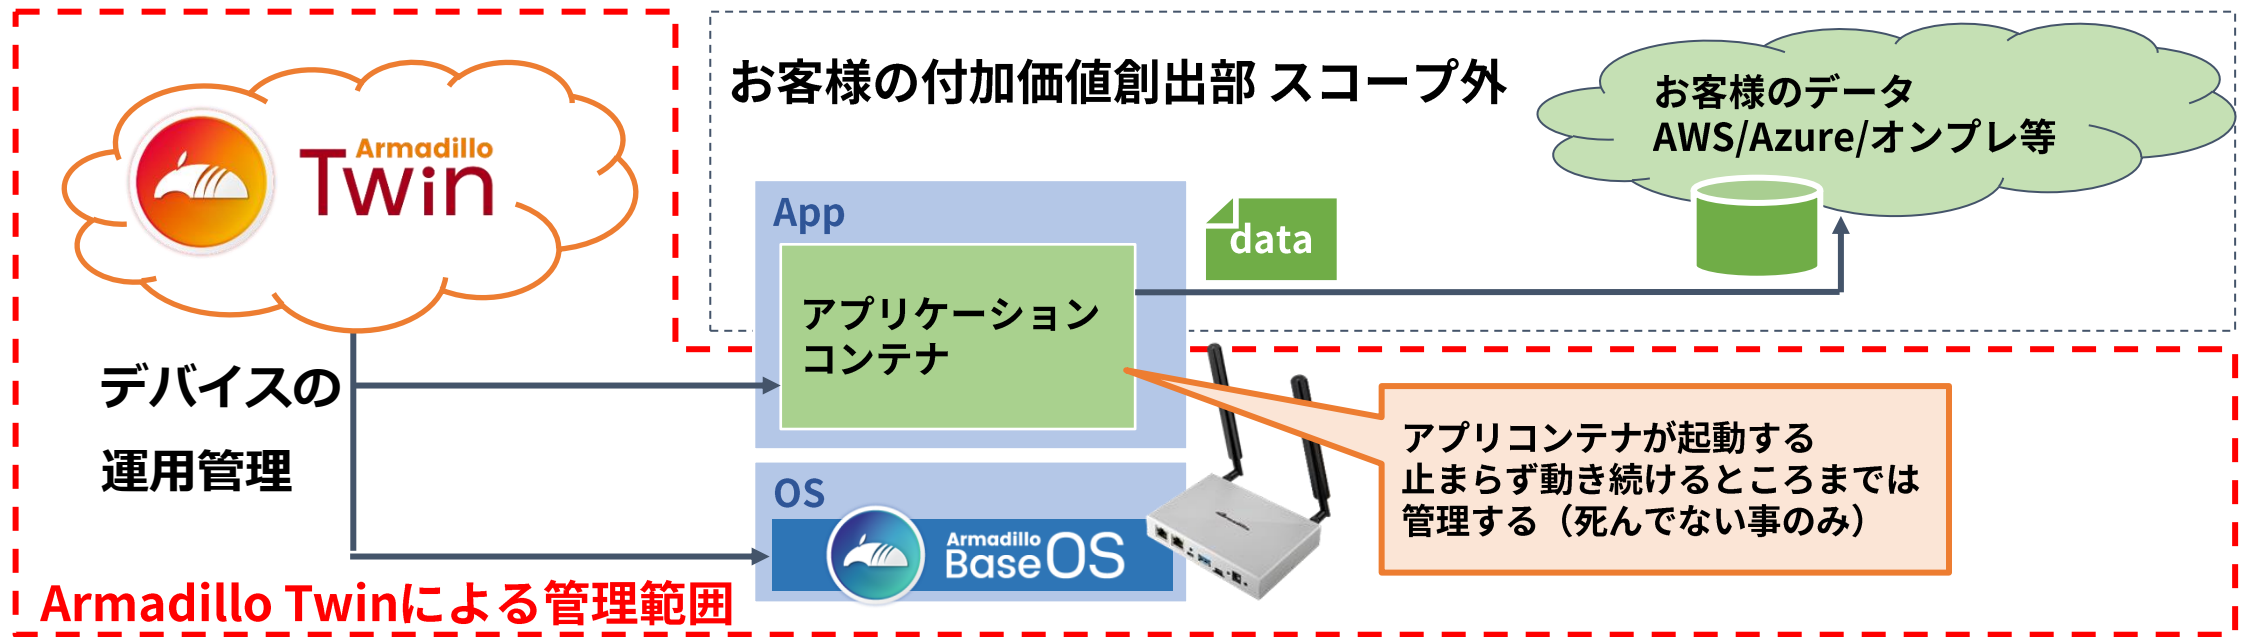 お客様の付加価値創出部 スコープ外
お客様のデータ
AWS/Azure/オンプレ等
Armadillo
Twin
App
data
アプリケーション
コンテナ
デバイスの
運用管理
アプリコンテナが起動する
止まらず動き続けるところまでは
管理する（死んでない事のみ）
OS
Armadillo
Base OS
Armadillo
Armadillo Twinによる管理範囲